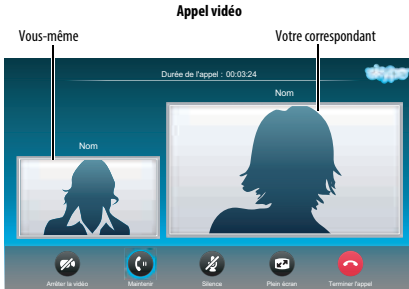 Appel vidéo
Vous-même
Votre correspondant
Durée de l'appel : 00:03:24
Nom
Nom
Arrêter la vidéo
Maintenir
Silence
Plein écran
Terminer l'appel